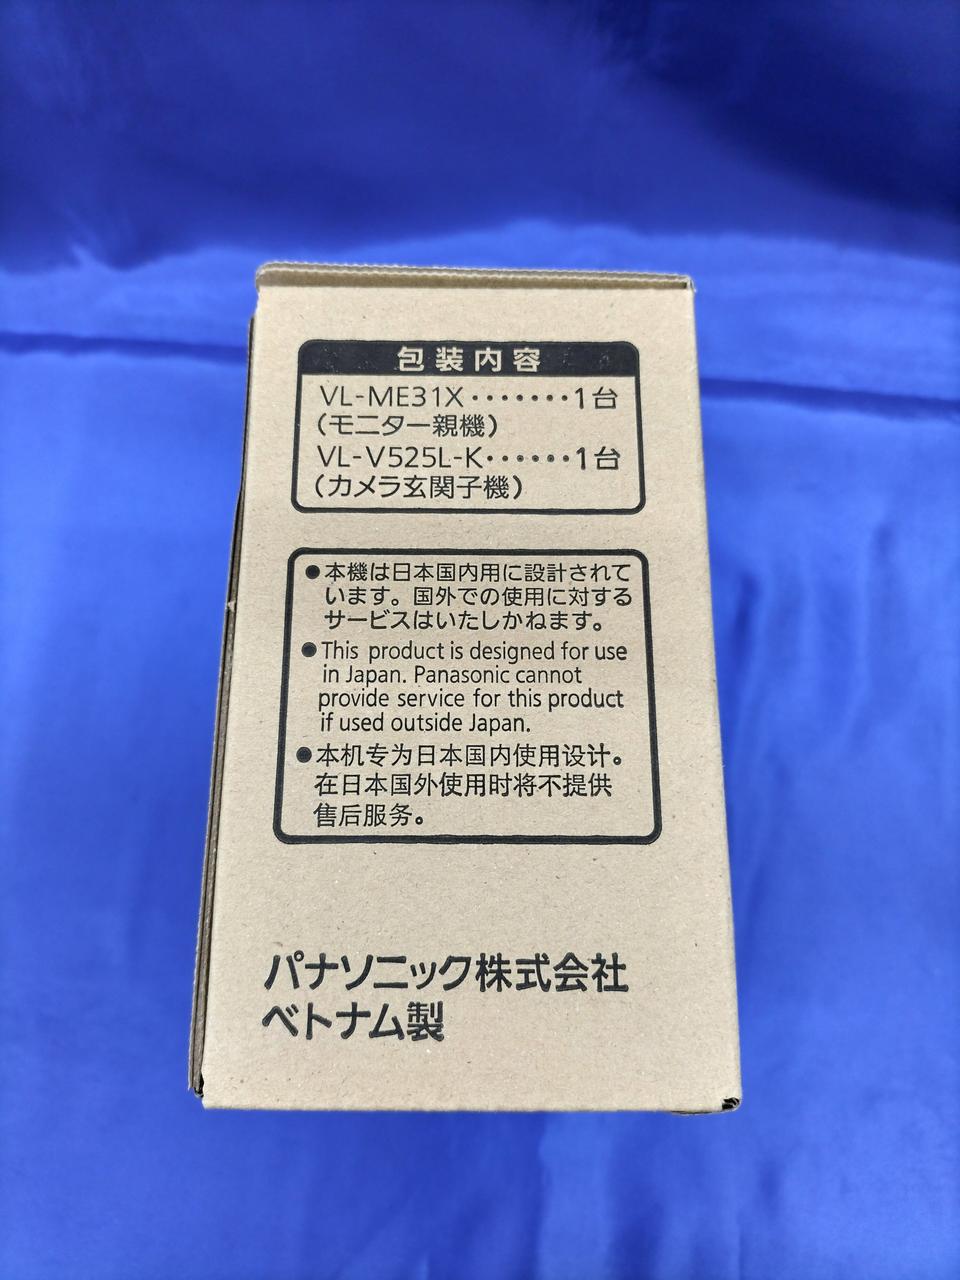 包装内容
VL-ME31X・・・・・・・1台
（モニター親機）
VL-V525L-K・・・・・・1台
（カメラ玄関子機）
●本機は日本国内用に設計されて
います。国外での使用に対する
サービスはいたしかねます。
●This product is designed for use
in Japan. Panasonic cannot
provide service for this product
if used outside Japan.
●本机专为日本国内使用设计。
在日本国外使用时将不提供
售后服务。
パナソニック株式会社
ベトナム製